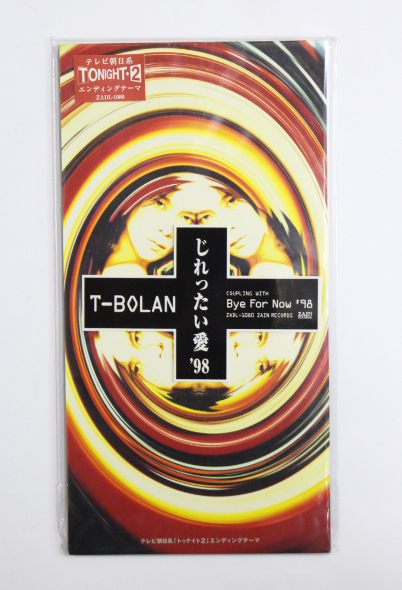 テレビ朝日系
TONIGHT・2
エンディングテーマ
ZADL-1080
T-BOLAN
じれったい愛'98
COUPLING WITH
Bye For Now '98
ZADL-1080 ZAIN RECORDS
ZAIN
テレビ朝日系「トゥナイト2」エンディングテーマ